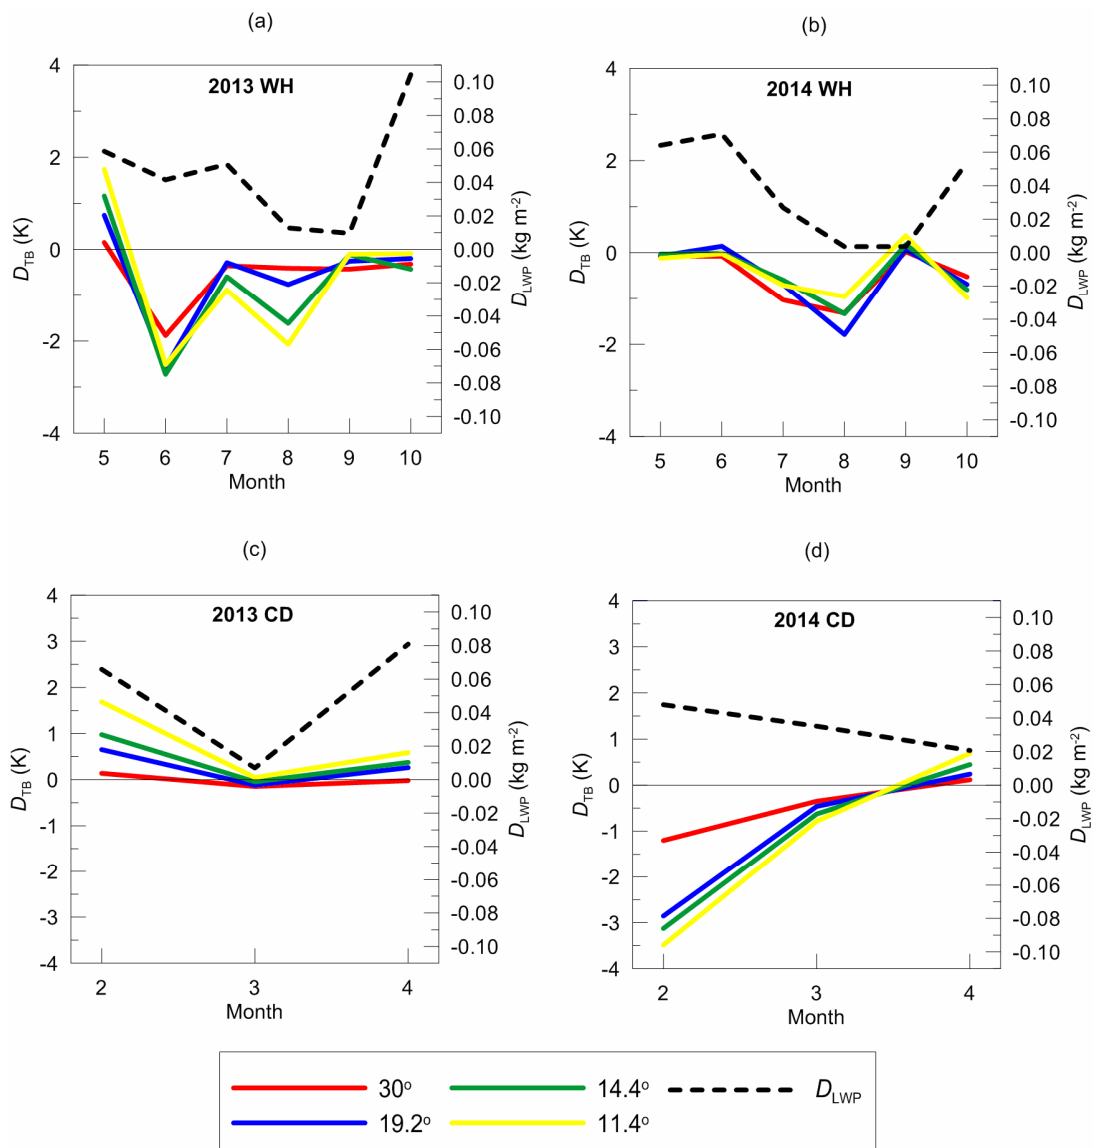 (a)
2013 WH
4
2
0
-2
-4
D_TB (K)
0.10
0.08
0.06
0.04
0.02
0.00
-0.02
-0.04
-0.06
-0.08
-0.10
D_LWP (kg m⁻²)
5 6 7 8 9 10
Month
(b)
2014 WH
4
2
0
-2
-4
D_TB (K)
0.10
0.08
0.06
0.04
0.02
0.00
-0.02
-0.04
-0.06
-0.08
-0.10
D_LWP (kg m⁻²)
5 6 7 8 9 10
Month
(c)
2013 CD
4
3
2
1
0
-1
-2
-3
-4
D_TB (K)
0.10
0.08
0.06
0.04
0.02
0.00
-0.02
-0.04
-0.06
-0.08
-0.10
D_LWP (kg m⁻²)
2 3 4
Month
(d)
2014 CD
4
3
2
1
0
-1
-2
-3
-4
D_TB (K)
0.10
0.08
0.06
0.04
0.02
0.00
-0.02
-0.04
-0.06
-0.08
-0.10
D_LWP (kg m⁻²)
2 3 4
Month
30º 14.4º D_LWP
19.2º 11.4º